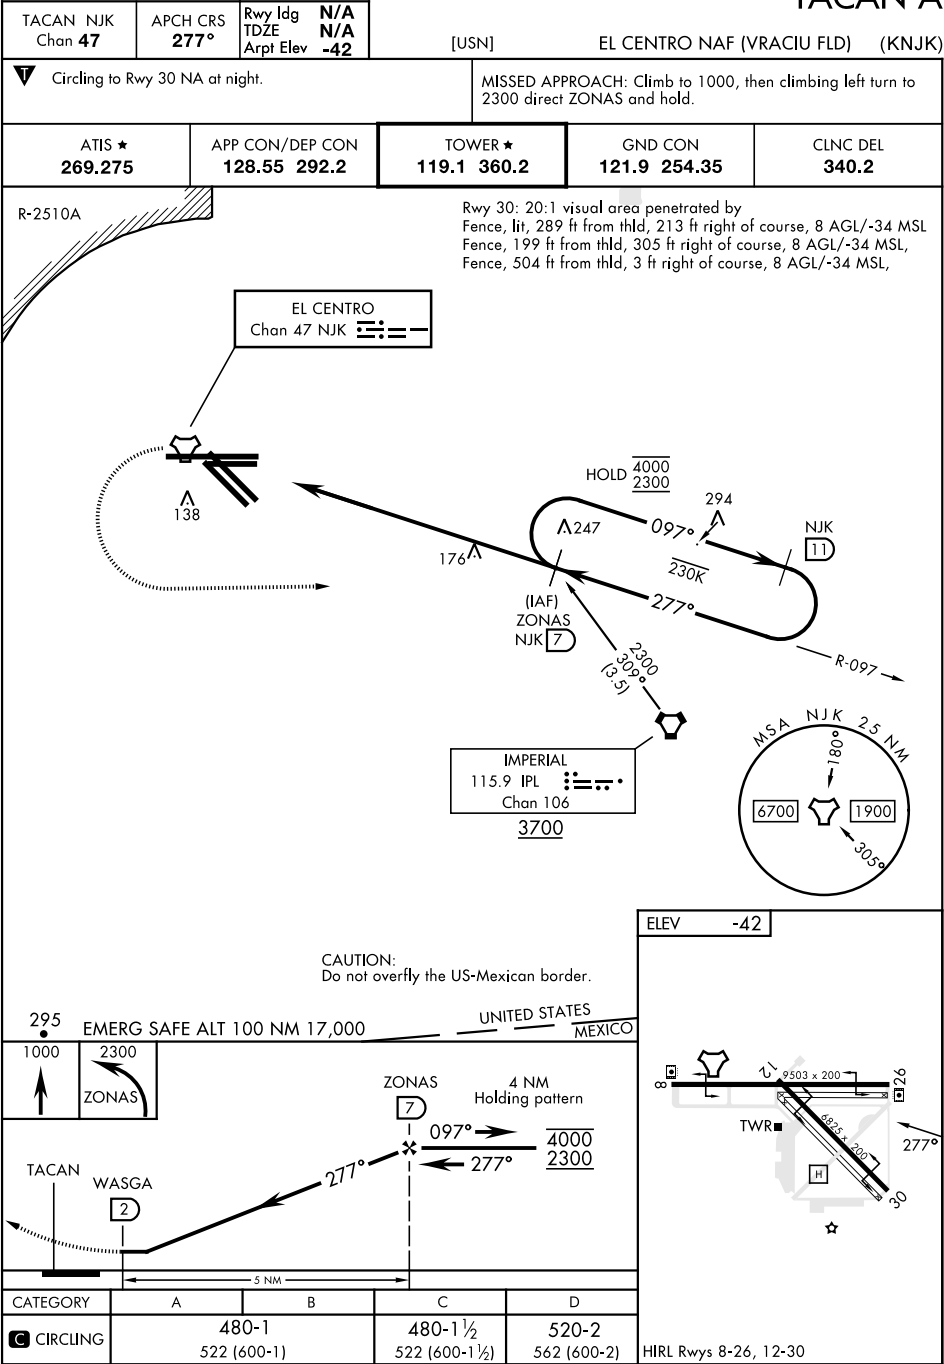 TACAN A
TACAN NJK
Chan 47
APCH CRS
277°
Rwy ldg N/A
TDZE N/A
Arpt Elev -42
[USN]
EL CENTRO NAF (VRACIU FLD) (KNJK)
T Circling to Rwy 30 NA at night.
MISSED APPROACH: Climb to 1000, then climbing left turn to
2300 direct ZONAS and hold.
ATIS ★
269.275
APP CON/DEP CON
128.55 292.2
TOWER ★
119.1 360.2
GND CON
121.9 254.35
CLNC DEL
340.2
R-2510A
Rwy 30: 20:1 visual area penetrated by
Fence, lit, 289 ft from thld, 213 ft right of course, 8 AGL/-34 MSL
Fence, 199 ft from thld, 305 ft right of course, 8 AGL/-34 MSL,
Fence, 504 ft from thld, 3 ft right of course, 8 AGL/-34 MSL,
EL CENTRO
Chan 47 NJK
138
HOLD 4000
2300
294
097°
247
NJK
11
176
230K
277°
(IAF)
ZONAS
NJK 7
2300
309°
(3.5)
R-097
IMPERIAL
115.9 IPL
Chan 106
3700
MSA NJK 25 NM
180°
6700
1900
305°
ELEV -42
CAUTION:
Do not overfly the US-Mexican border.
295
EMERG SAFE ALT 100 NM 17,000
UNITED STATES
MEXICO
1000
2300
ZONAS
ZONAS
7
4 NM
Holding pattern
097°
4000
2300
277°
277°
TACAN
WASGA
2
5 NM
8
12
9503 x 200
26
TWR
6825 x 200
277°
H
30
HIRL Rwys 8-26, 12-30
CATEGORY A B C D
C CIRCLING
480-1
522 (600-1)
480-1½
522 (600-1½)
520-2
562 (600-2)